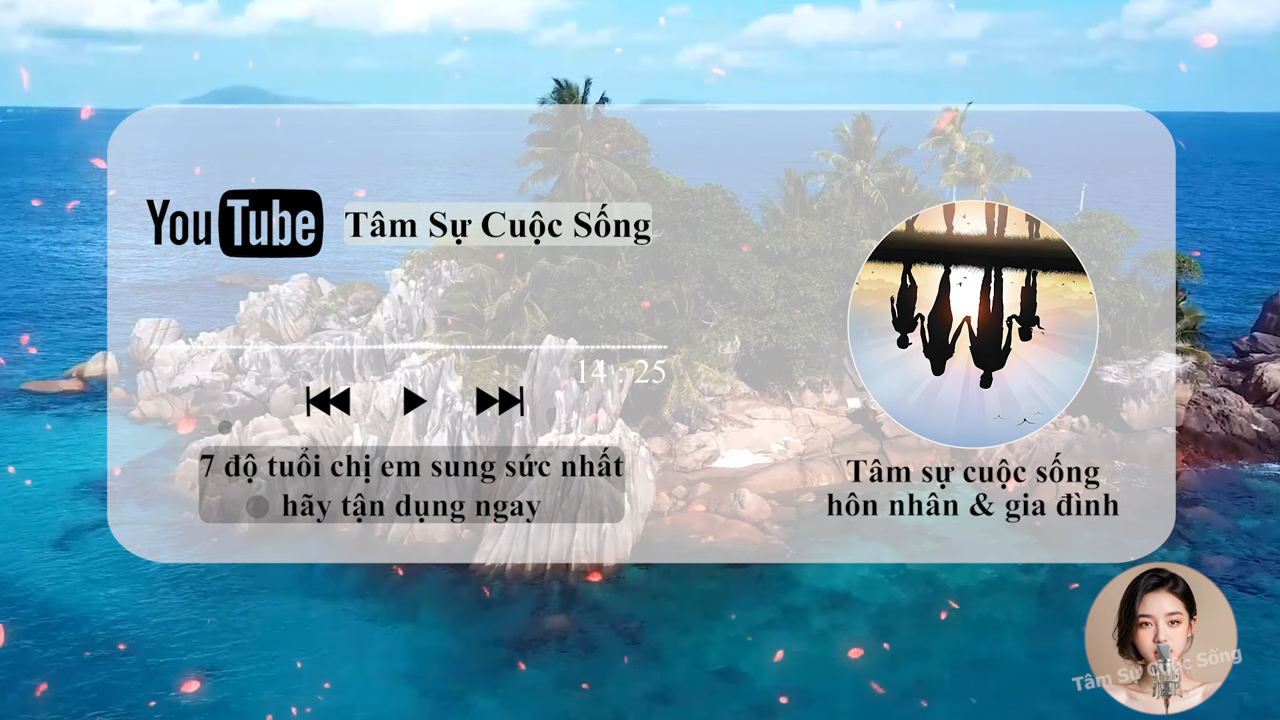 YouTube
Tâm Sự Cuộc Sống
14 : 25
7 độ tuổi chị em sung sức nhất
hãy tận dụng ngay
Tâm sự cuộc sống
hôn nhân & gia đình
Tâm Sự Cuộc Sống